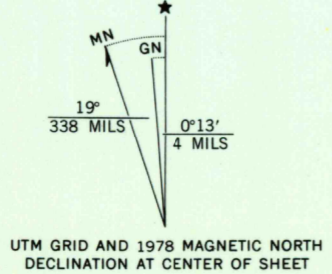 MN
GN
19°
338 MILS
0°13′
4 MILS
UTM GRID AND 1978 MAGNETIC NORTH
DECLINATION AT CENTER OF SHEET